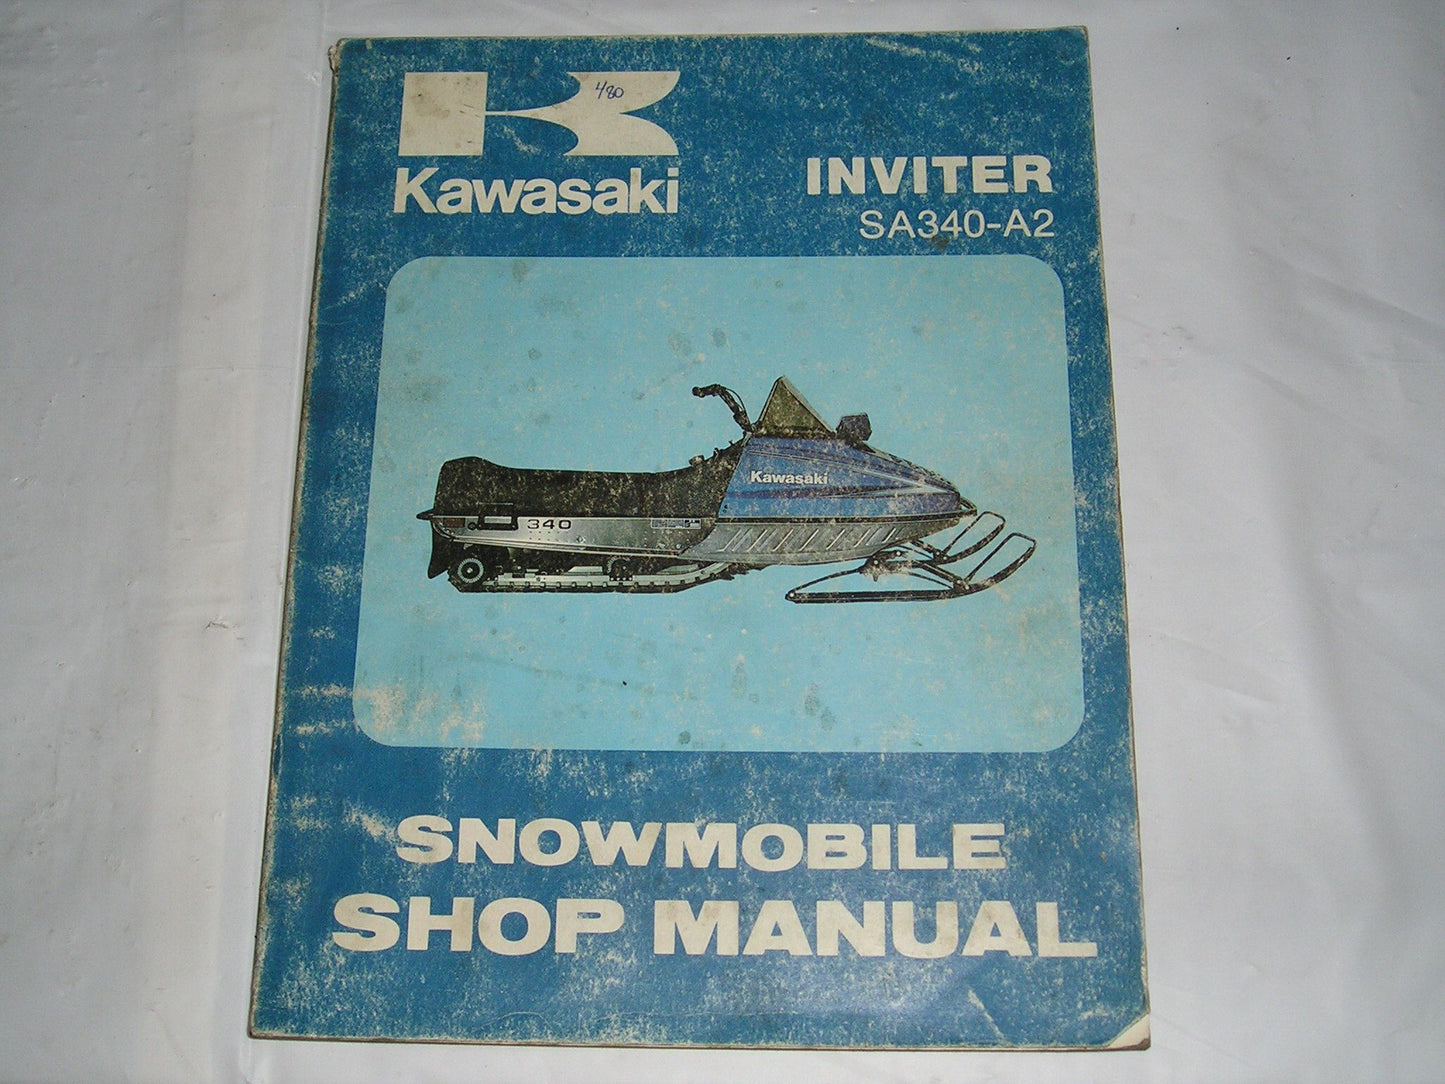 4/80
Kawasaki
INVITER
SA340-A2
Kawasaki
340
SNOWMOBILE
SHOP MANUAL